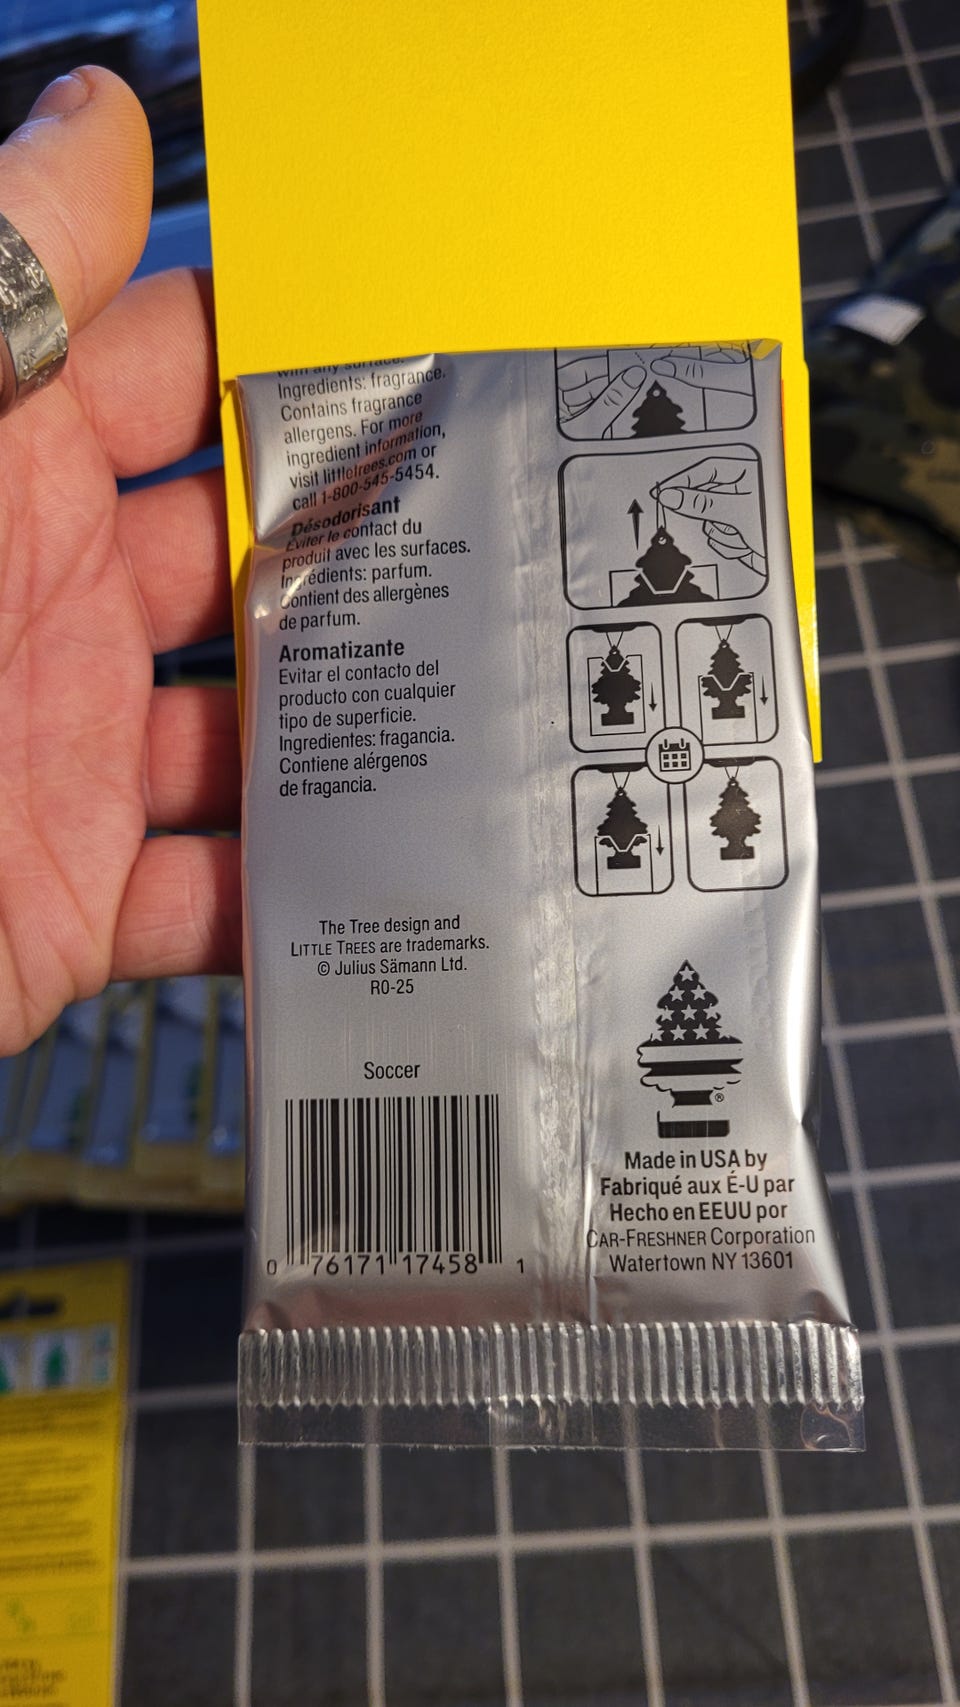 with any surface.
Ingredients: fragrance.
Contains fragrance
allergens. For more
ingredient information,
visit littletrees.com or
call 1-800-545-5454.
Désodorisant
Éviter le contact du
produit avec les surfaces.
Ingrédients: parfum.
Contient des allergènes
de parfum.
Aromatizante
Evitar el contacto del
producto con cualquier
tipo de superficie.
Ingredientes: fragancia.
Contiene alérgenos
de fragancia.
The Tree design and
LITTLE TREES are trademarks.
© Julius Sämann Ltd.
R0-25
Soccer
0 76171 17458 1
®
Made in USA by
Fabriqué aux É-U par
Hecho en EEUU por
CAR-FRESHNER Corporation
Watertown NY 13601